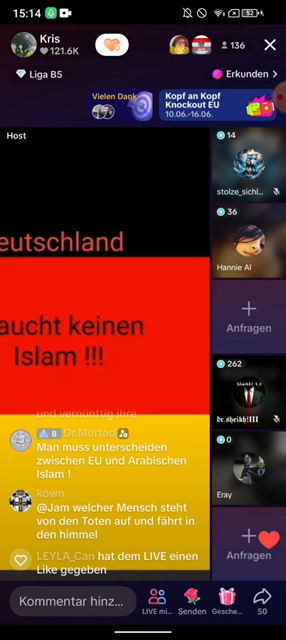 15:14
82
Kris
121.6K
136
Liga B5
Erkunden
Vielen Dank
Kopf an Kopf
Knockout EU
10.06.-16.06.
Host
14
stolze_sichl...
36
Hannie Al
Anfragen
eutschland
aucht keinen
Islam !!!
262
dr.sheikh!III
0
Eray
Anfragen
und vernünftig ihre
8 Dr.Murtad
Man muss unterscheiden
zwischen EU und Arabischen
Islam !
kown
@Jam welcher Mensch steht
von den Toten auf und fährt in
den himmel
LEYLA_Can hat dem LIVE einen
Like gegeben
Kommentar hinz...
LIVE mi...
Senden
Gesche...
50